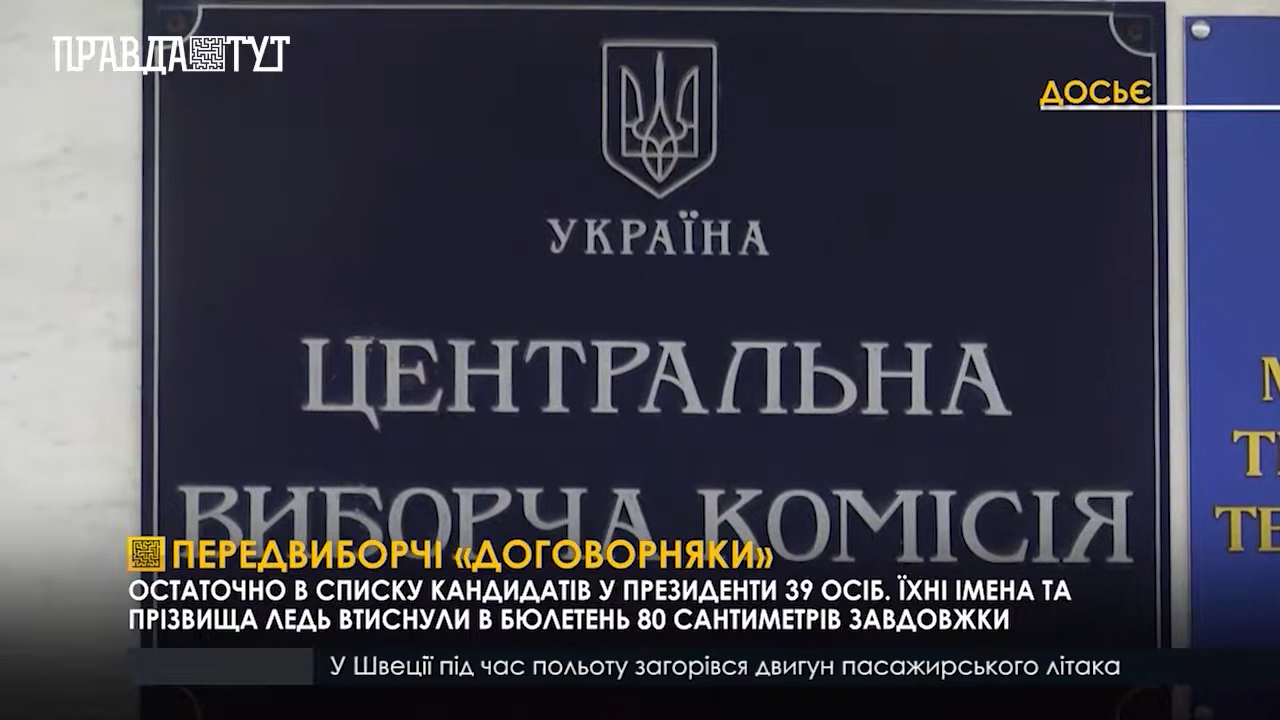 ПРАВДА ТУТ
ДОСЬЄ
УКРАЇНА
ЦЕНТРАЛЬНА
ВИБОРЧА КОМІСІЯ
ПЕРЕДВИБОРЧІ «ДОГОВОРНЯКИ»
ОСТАТОЧНО В СПИСКУ КАНДИДАТІВ У ПРЕЗИДЕНТИ 39 ОСІБ. ЇХНІ ІМЕНА ТА
ПРІЗВИЩА ЛЕДЬ ВТИСНУЛИ В БЮЛЕТЕНЬ 80 САНТИМЕТРІВ ЗАВДОВЖКИ
У Швеції під час польоту загорівся двигун пасажирського літака